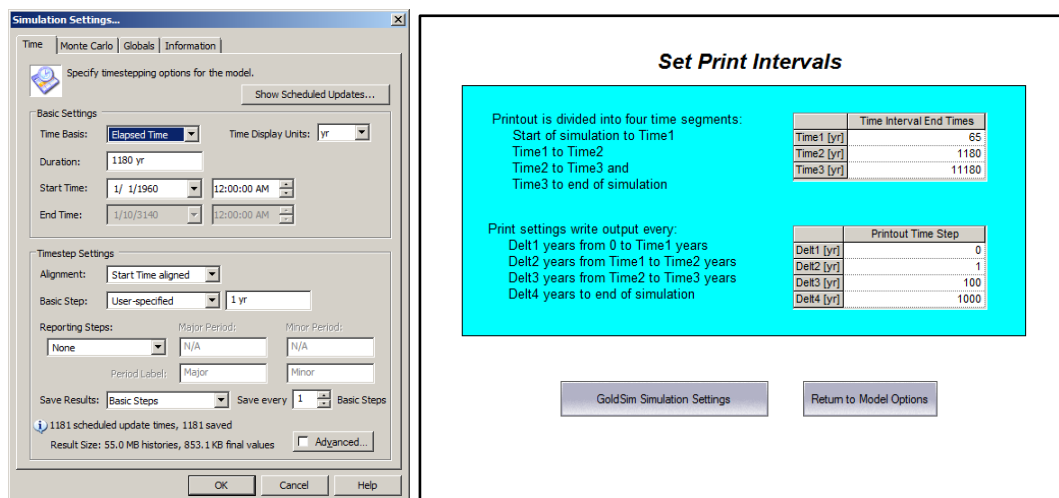 Simulation Settings...
Time
Monte Carlo
Globals
Information
Specify timestepping options for the model.
Show Scheduled Updates...
Basic Settings
Time Basis: Elapsed Time Time Display Units: yr
Duration: 1180 yr
Start Time: 1/ 1/1960 12:00:00 AM
End Time: 1/10/3140 12:00:00 AM
Timestep Settings
Alignment: Start Time aligned
Basic Step: User-specified 1 yr
Reporting Steps: Major Period: Minor Period:
None N/A N/A
Period Label: Major Minor
Save Results: Basic Steps Save every 1 Basic Steps
1181 scheduled update times, 1181 saved
Result Size: 55.0 MB histories, 853.1 KB final values
Advanced...
OK Cancel Help
Set Print Intervals
Printout is divided into four time segments:
Start of simulation to Time1
Time1 to Time2
Time2 to Time3 and
Time3 to end of simulation
Time Interval End Times
Time1 [yr] 65
Time2 [yr] 1180
Time3 [yr] 11180
Print settings write output every:
Delt1 years from 0 to Time1 years
Delt2 years from Time1 to Time2 years
Delt3 years from Time2 to Time3 years
Delt4 years to end of simulation
Printout Time Step
Delt1 [yr] 0
Delt2 [yr] 1
Delt3 [yr] 100
Delt4 [yr] 1000
GoldSim Simulation Settings
Return to Model Options